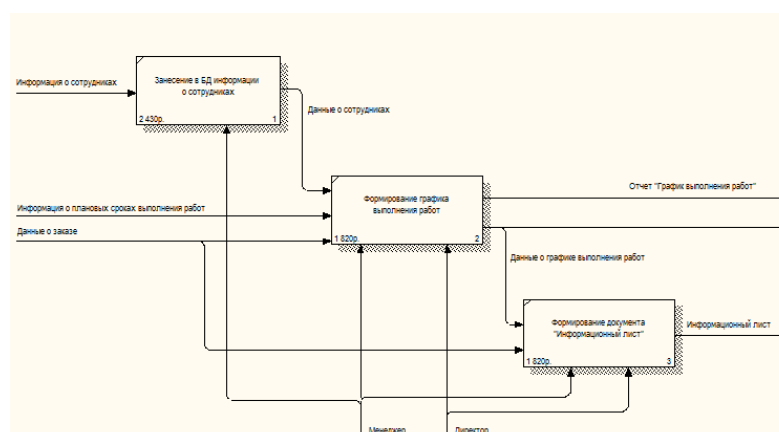 Занесение в БД информации
о сотрудниках
2 430р. 1
Информация о сотрудниках
Данные о сотрудниках
Формирование графика
выполнения работ
1 820р. 2
Отчет "График выполнения работ"
Информация о плановых сроках выполнения работ
Данные о заказе
Данные о графике выполнения работ
Формирование документа
"Информационный лист"
1 820р. 3
Информационный лист
Менеджер
Директор